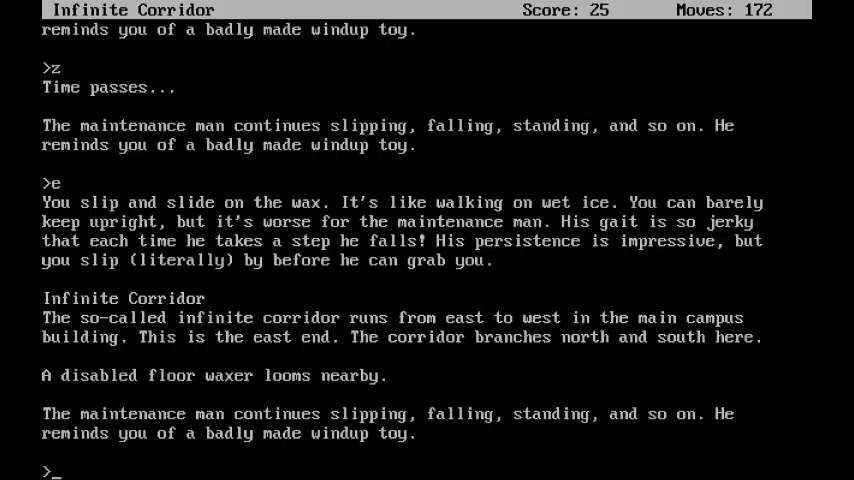 Infinite Corridor Score: 25 Moves: 172
reminds you of a badly made windup toy.
>z
Time passes...
The maintenance man continues slipping, falling, standing, and so on. He
reminds you of a badly made windup toy.
>e
You slip and slide on the wax. It's like walking on wet ice. You can barely
keep upright, but it's worse for the maintenance man. His gait is so jerky
that each time he takes a step he falls! His persistence is impressive, but
you slip (literally) by before he can grab you.
Infinite Corridor
The so-called infinite corridor runs from east to west in the main campus
building. This is the east end. The corridor branches north and south here.
A disabled floor waxer looms nearby.
The maintenance man continues slipping, falling, standing, and so on. He
reminds you of a badly made windup toy.
>_